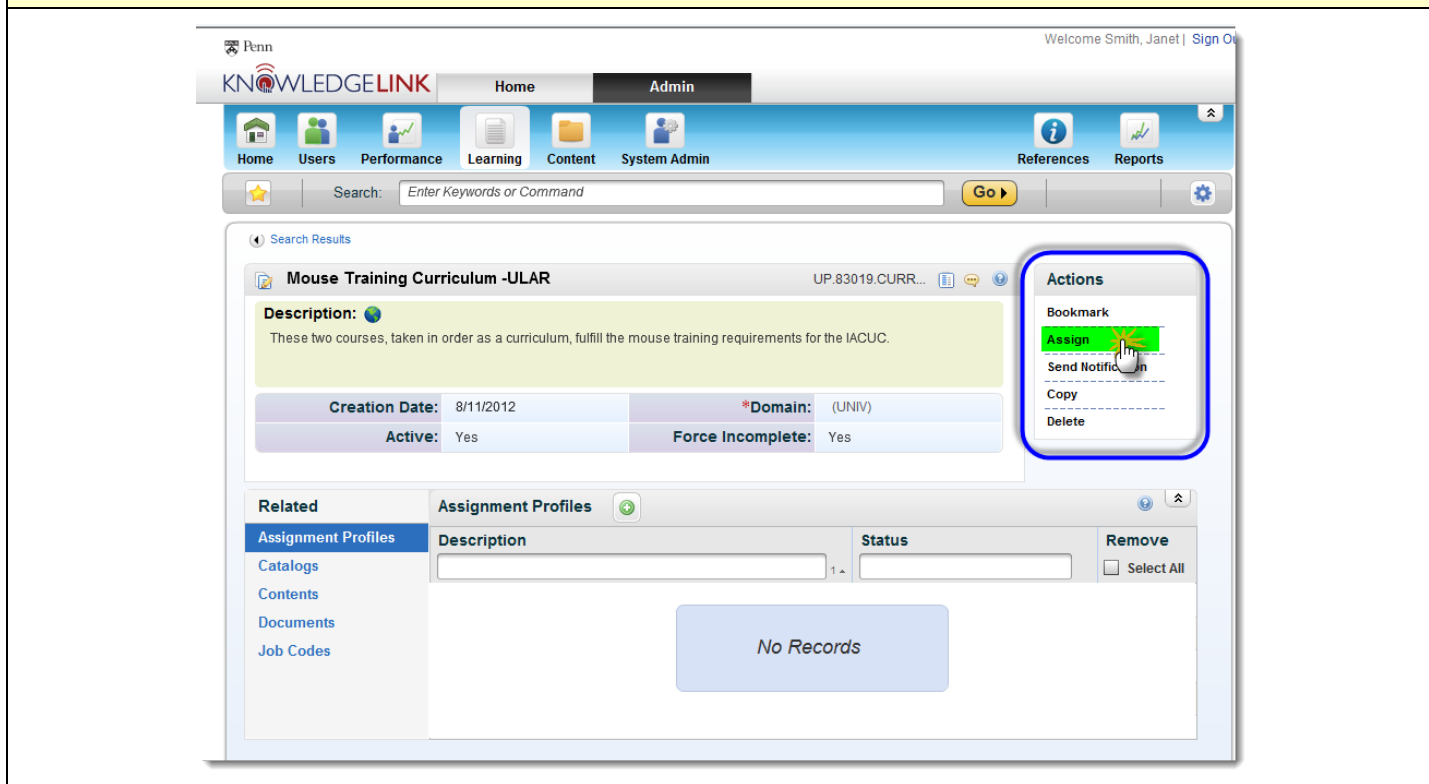 Penn
Welcome Smith, Janet | Sign
KNOWLEDGELINK
Home Admin
Home Users Performance Learning Content System Admin References Reports
Search: Enter Keywords or Command Go
Search Results
Mouse Training Curriculum -ULAR UP.83019.CURR...
Actions
Description:
These two courses, taken in order as a curriculum, fulfill the mouse training requirements for the IACUC.
Bookmark
Assign
Send
Copy
Delete
Creation Date: 8/11/2012 *Domain: (UNIV)
Active: Yes Force Incomplete: Yes
Related
Assignment Profiles
Catalogs
Contents
Documents
Job Codes
Assignment Profiles
Description Status Remove
1 Select All
No Records